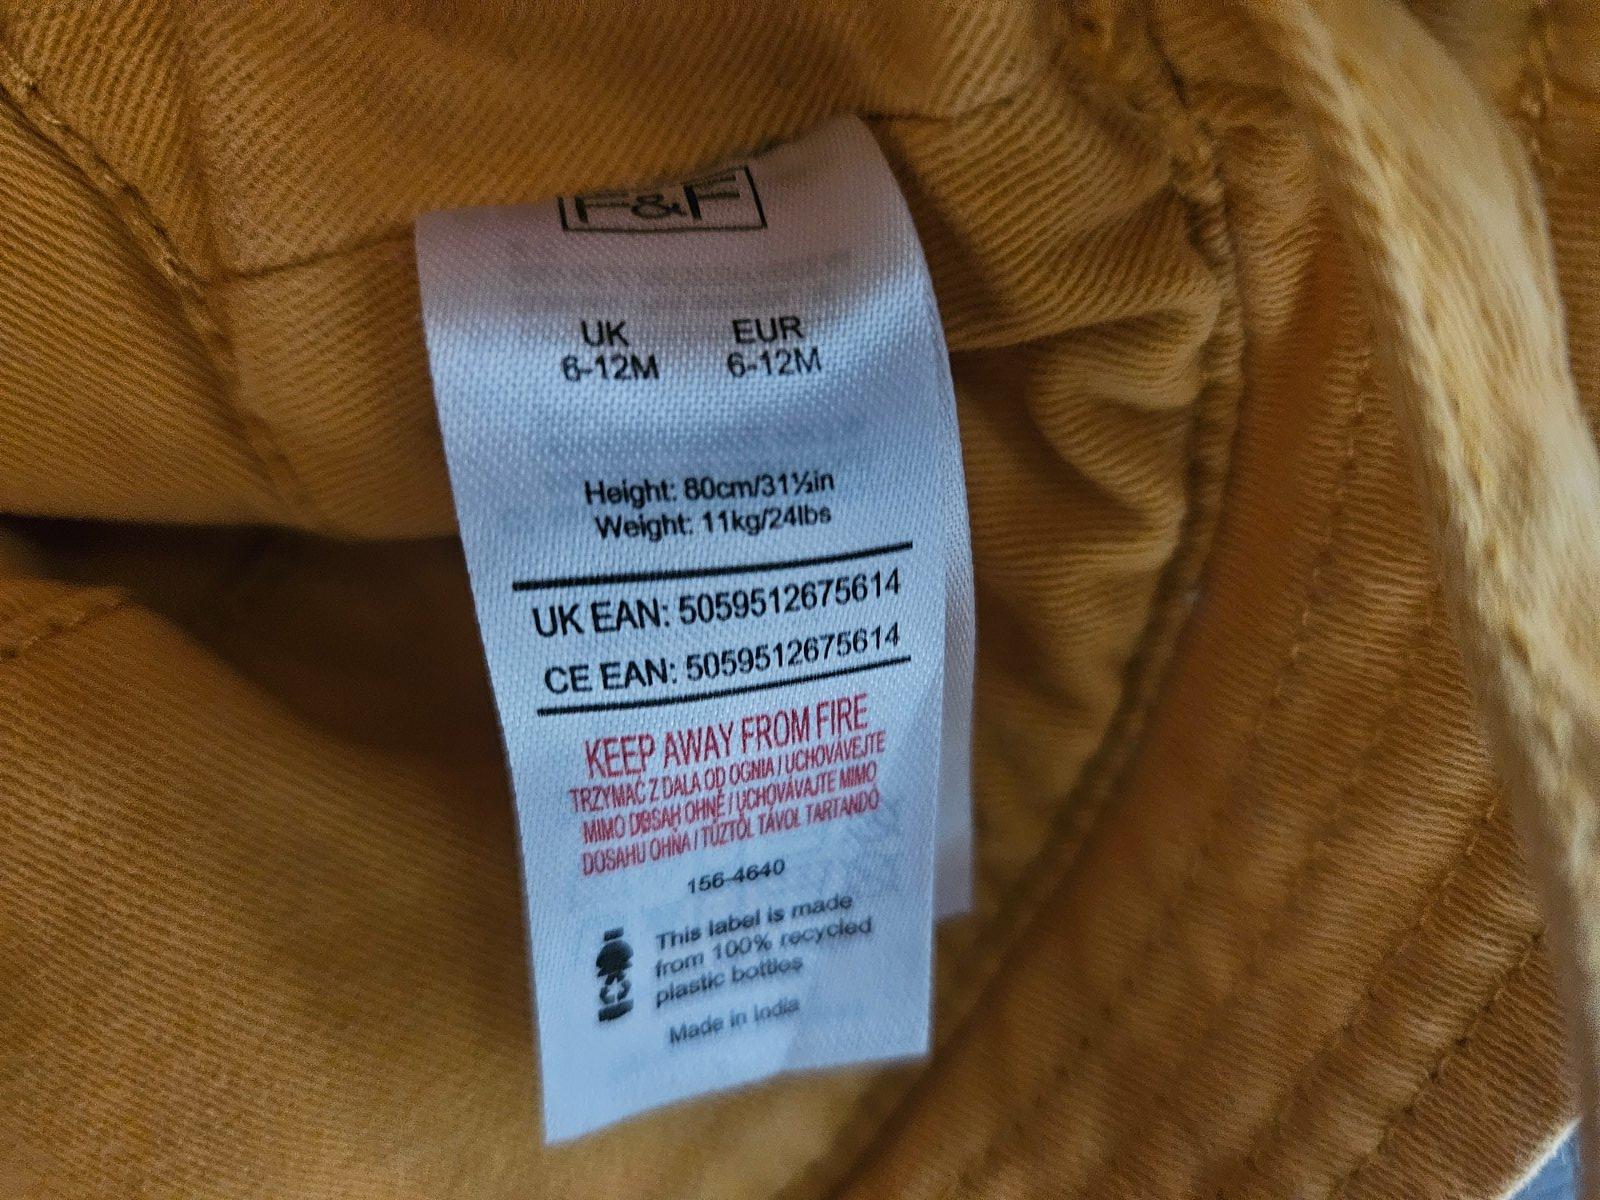 F&F
UK EUR
6-12M 6-12M
Height: 80cm/31½in
Weight: 11kg/24lbs
UK EAN: 5059512675614
CE EAN: 5059512675614
KEEP AWAY FROM FIRE
TRZYMAĆ Z DALA OD OGNIA / UCHOVÁVEJTE
MIMO DBSAH OHNĚ / UCHOVÁVAJTE MIMO
DOSAHU OHŇA / TŰZTŐL TÁVOL TARTANDÓ
156-4640
This label is made
from 100% recycled
plastic bottles
Made in India